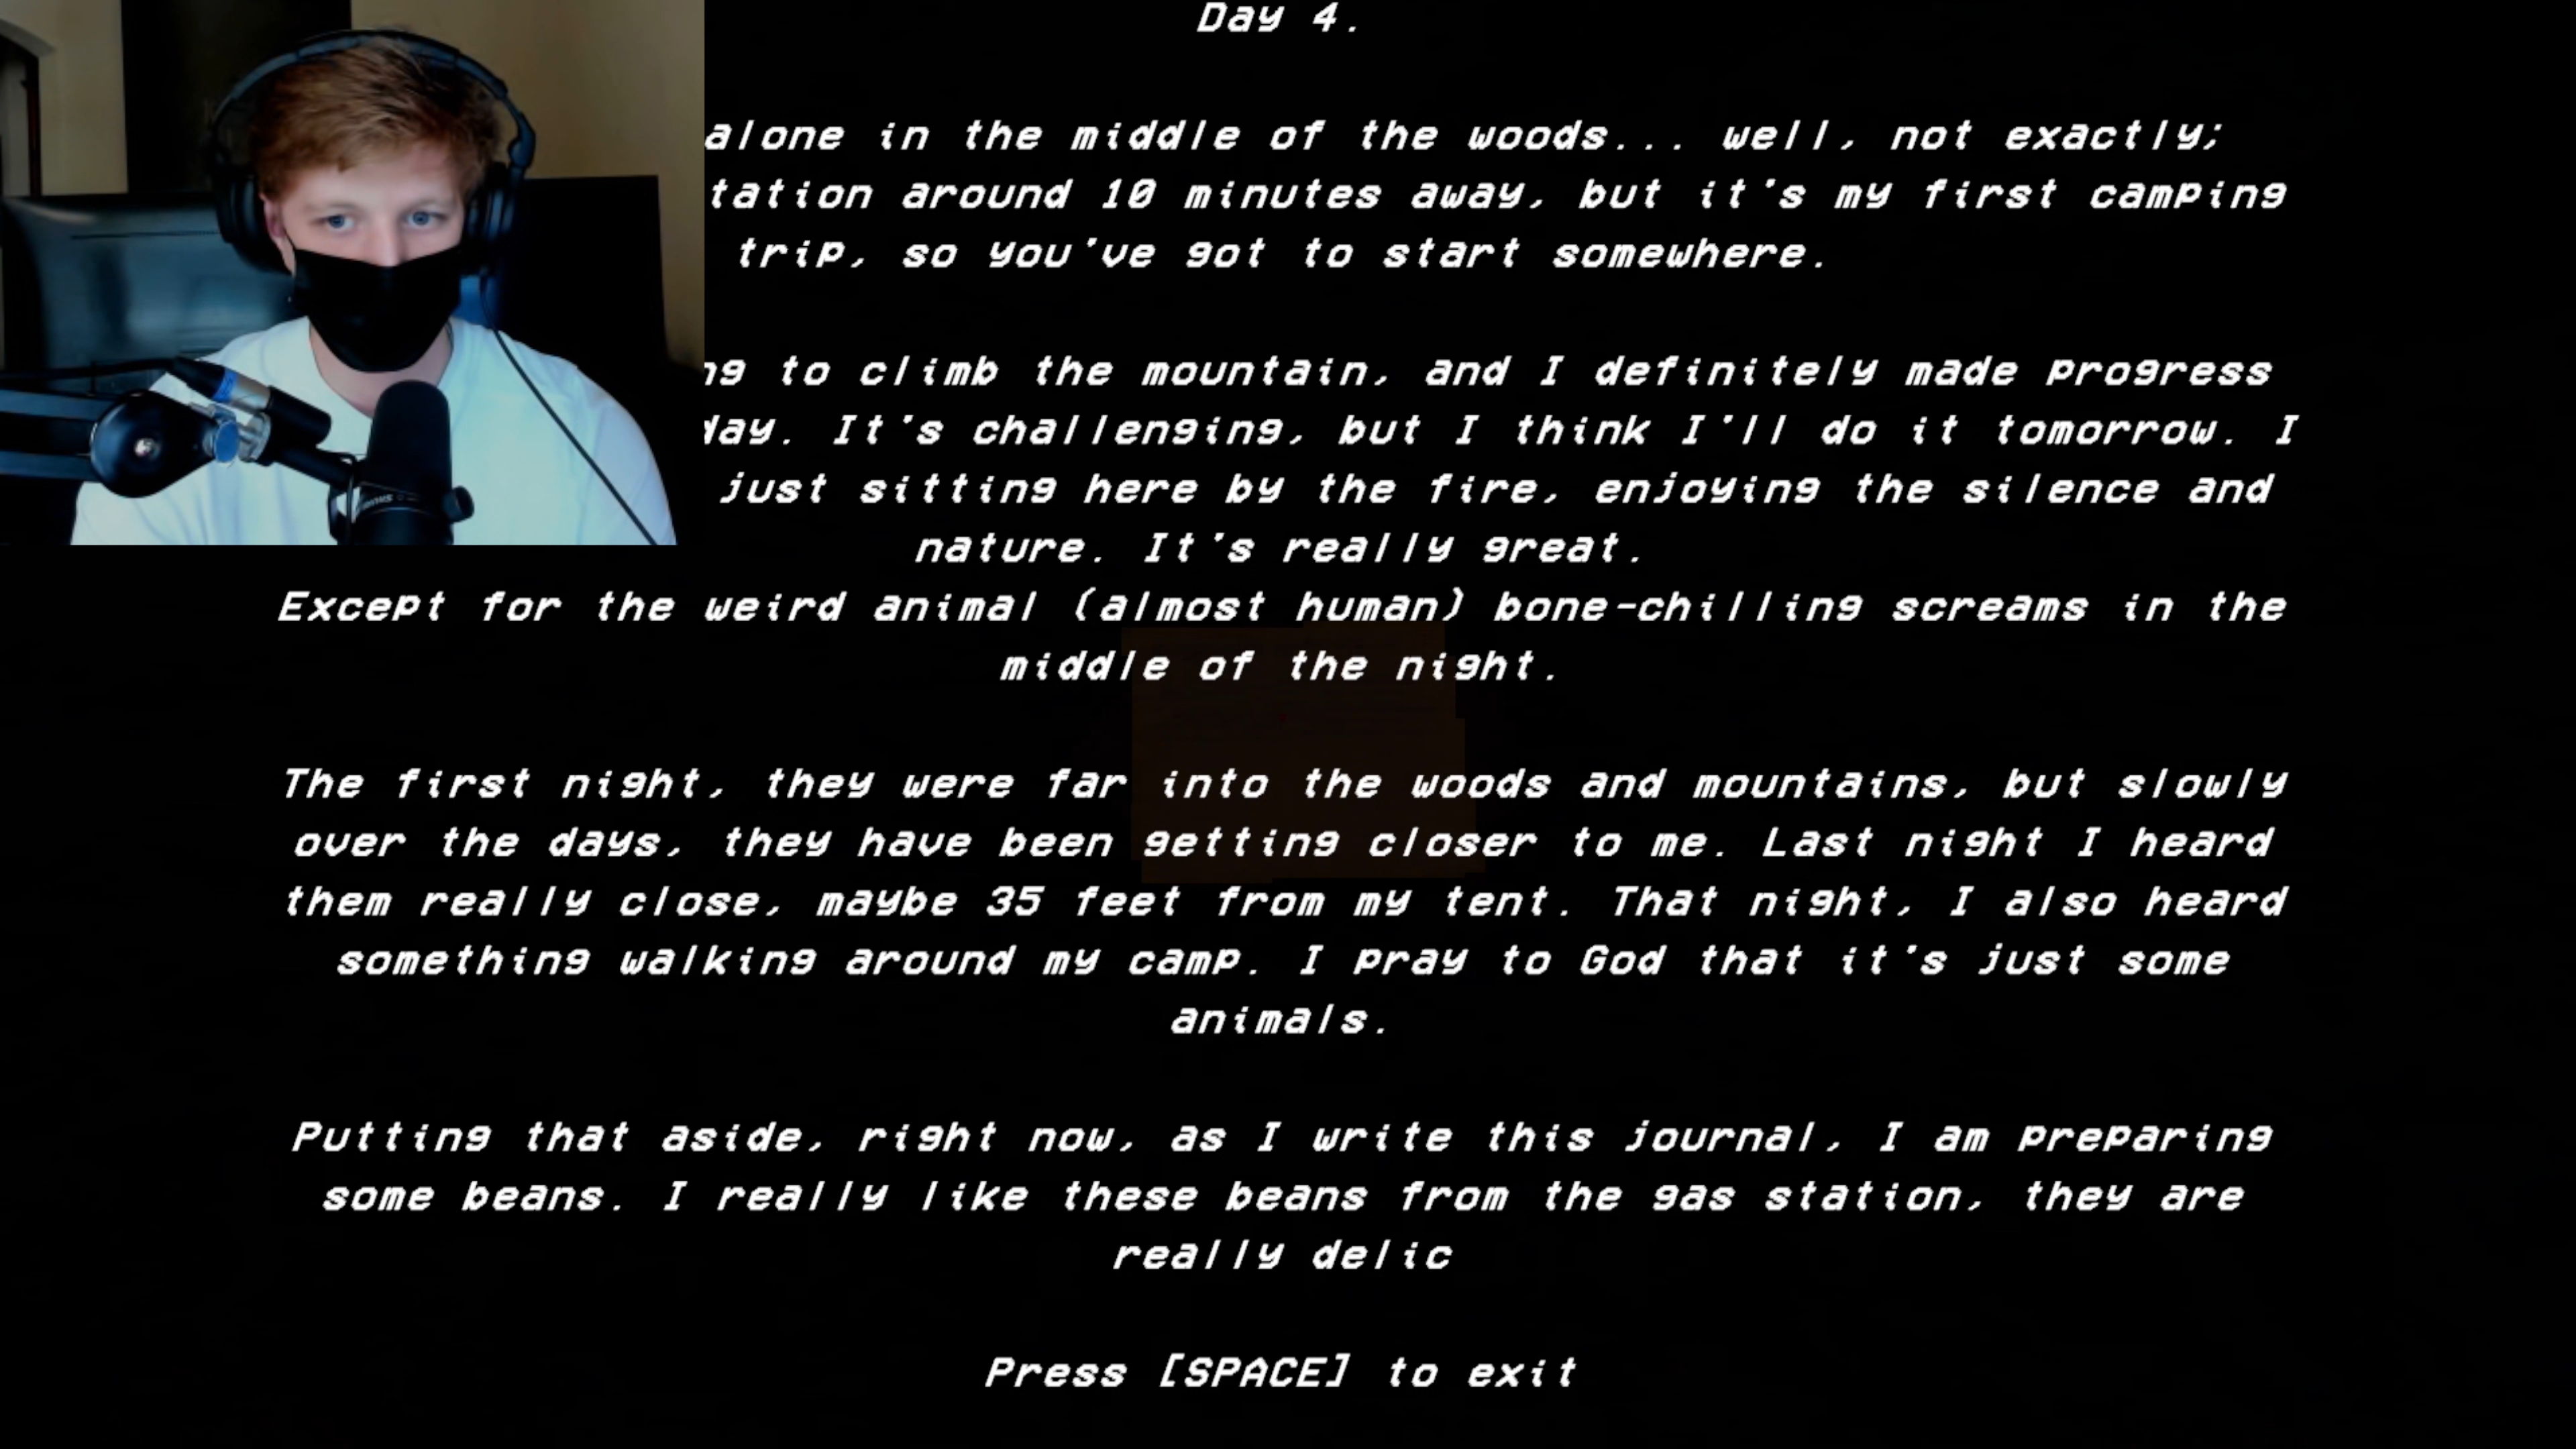 Day 4.
alone in the middle of the woods... well, not exactly;
around 10 minutes away, but it's my first camping
trip, so you've got to start somewhere.
to climb the mountain, and I definitely made progress
It's challenging, but I think I'll do it tomorrow. I
just sitting here by the fire, enjoying the silence and
nature. It's really great.
Except for the weird animal (almost human) bone-chilling screams in the
middle of the night.
The first night, they were far into the woods and mountains, but slowly
over the days, they have been getting closer to me. Last night I heard
them really close, maybe 35 feet from my tent. That night, I also heard
something walking around my camp. I pray to God that it's just some
animals.
Putting that aside, right now, as I write this journal, I am preparing
some beans. I really like these beans from the gas station, they are
really delic
Press [SPACE] to exit